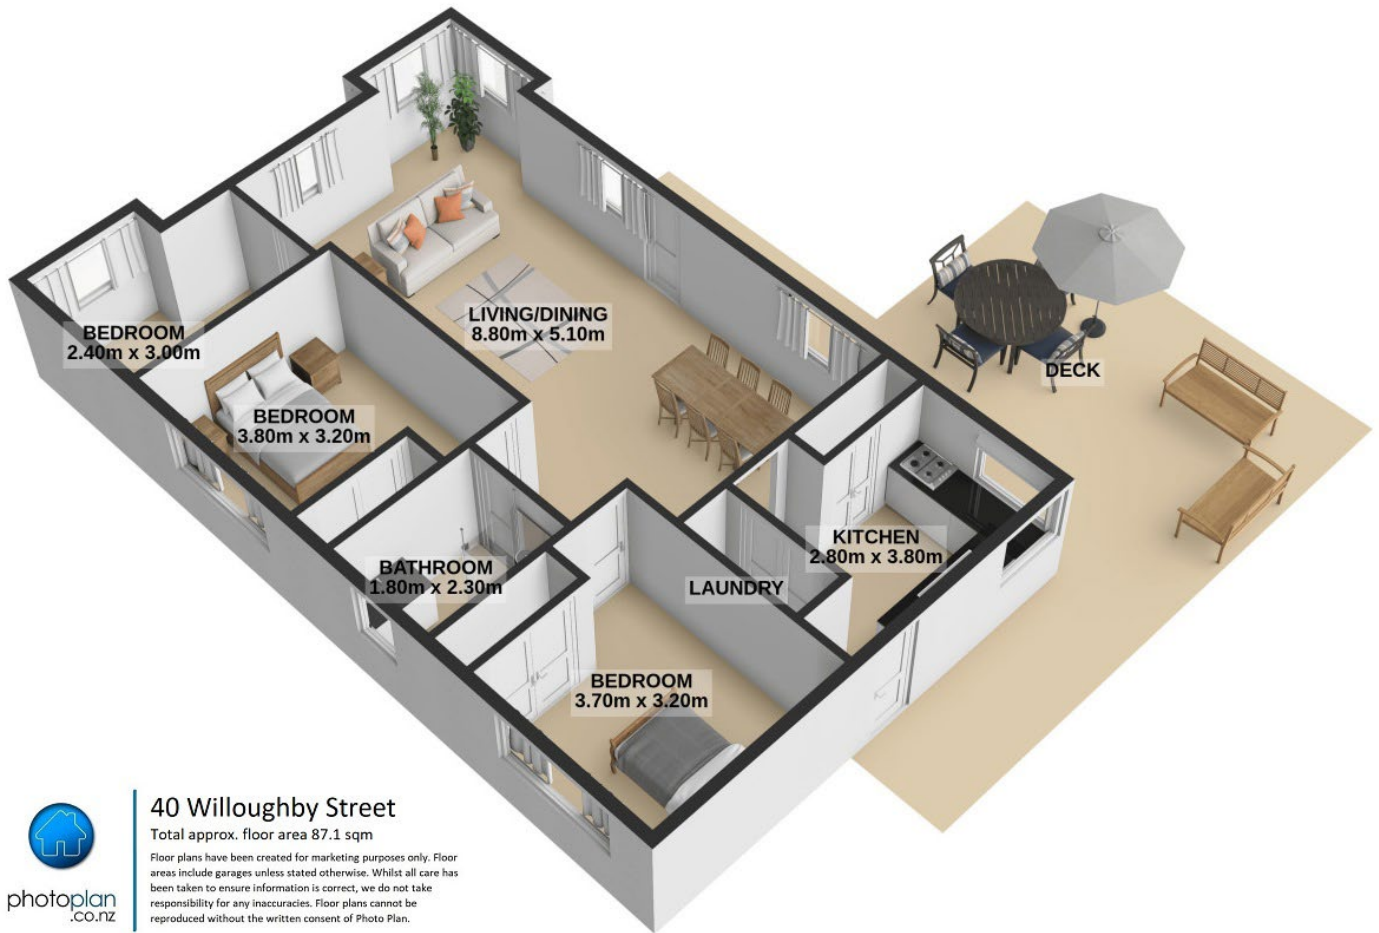 LIVING/DINING
8.80m x 5.10m
BEDROOM
2.40m x 3.00m
DECK
BEDROOM
3.80m x 3.20m
KITCHEN
2.80m x 3.80m
BATHROOM
1.80m x 2.30m
LAUNDRY
BEDROOM
3.70m x 3.20m
photoplan
.co.nz
40 Willoughby Street
Total approx. floor area 87.1 sqm
Floor plans have been created for marketing purposes only. Floor
areas include garages unless stated otherwise. Whilst all care has
been taken to ensure information is correct, we do not take
responsibility for any inaccuracies. Floor plans cannot be
reproduced without the written consent of Photo Plan.